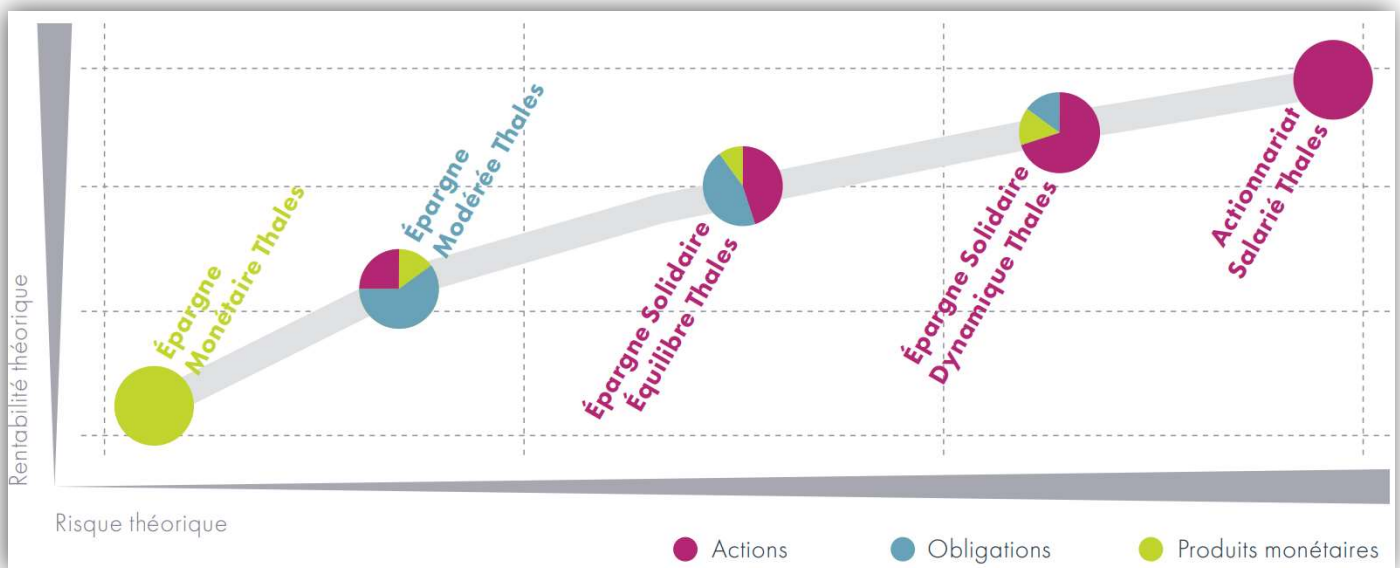 Rentabilité théorique
Épargne
Monétaire Thales
Épargne
Modérée Thales
Épargne Solidaire
Équilibre Thales
Épargne Solidaire
Dynamique Thales
Actionnariat
Salarié Thales
Risque théorique
Actions
Obligations
Produits monétaires